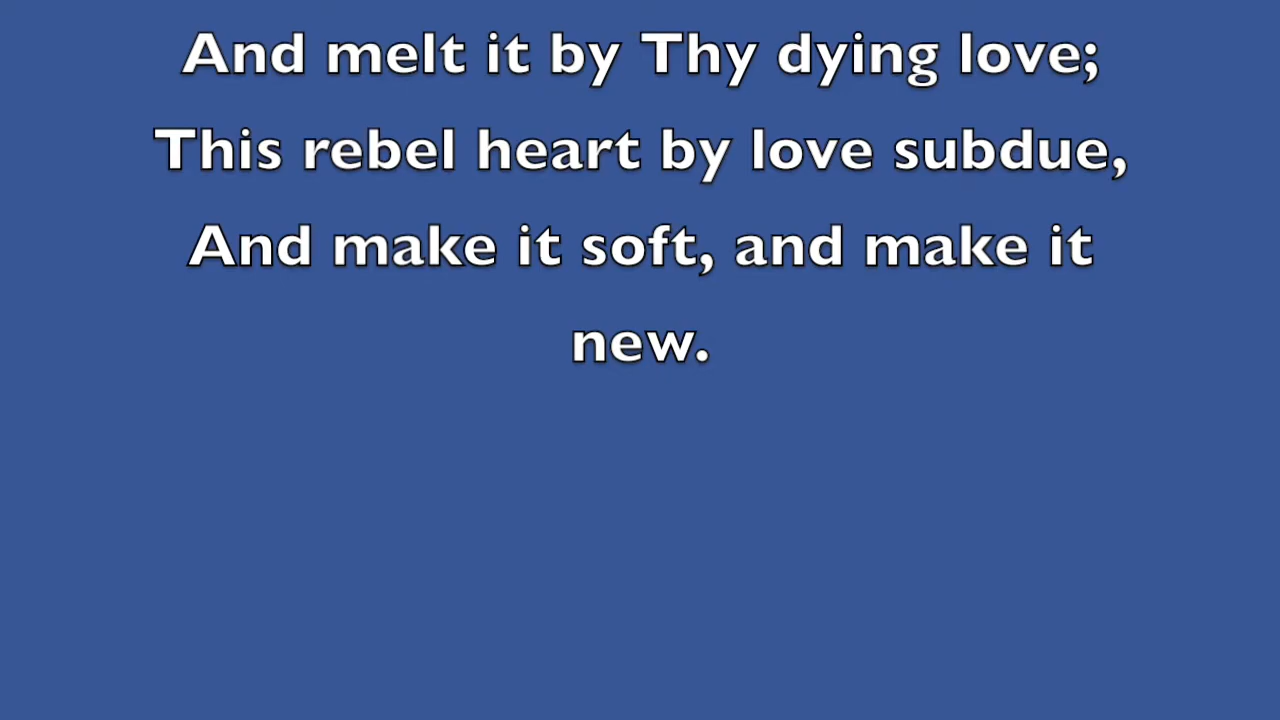 And melt it by Thy dying love;
This rebel heart by love subdue,
And make it soft, and make it
new.